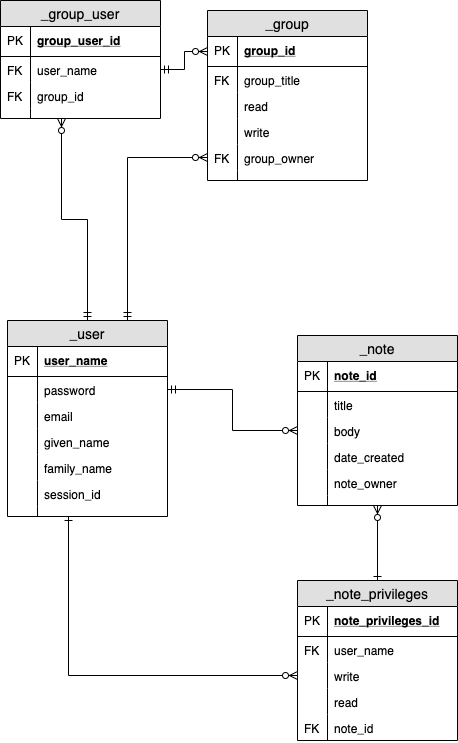 _group_user
PK group_user_id
FK user_name
FK group_id
_group
PK group_id
FK group_title
read
write
FK group_owner
_user
PK user_name
password
email
given_name
family_name
session_id
_note
PK note_id
title
body
date_created
note_owner
_note_privileges
PK note_privileges_id
FK user_name
write
read
FK note_id